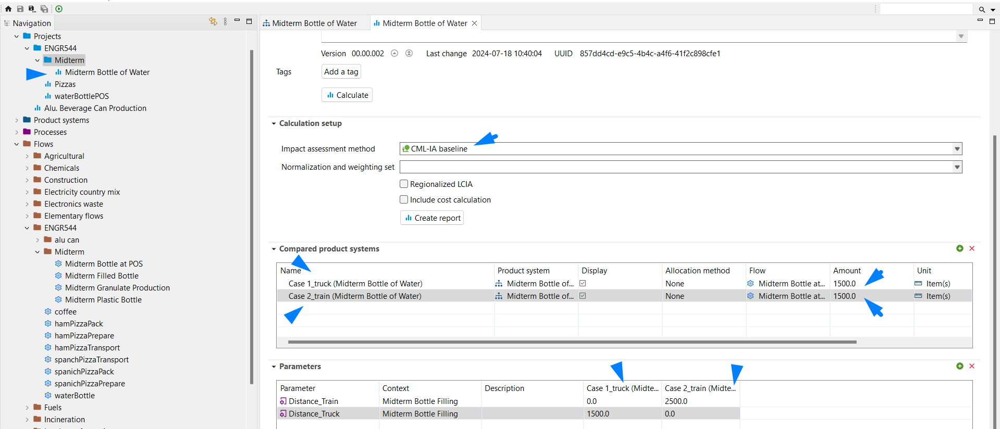 Navigation
Projects
ENGR544
Midterm
Midterm Bottle of Water
Pizzas
waterBottlePOS
Alu. Beverage Can Production
Product systems
Processes
Flows
Agricultural
Chemicals
Construction
Electricity country mix
Electronics waste
Elementary flows
ENGR544
alu can
Midterm
Midterm Bottle at POS
Midterm Filled Bottle
Midterm Granulate Production
Midterm Plastic Bottle
coffee
hamPizzaPack
hamPizzaPrepare
hamPizzaTransport
spanchPizzaTransport
spanichPizzaPack
spanichPizzaPrepare
waterBottle
Fuels
Incineration
Midterm Bottle of Water Midterm Bottle of Water
Version 00.00.002 Last change 2024-07-18 10:40:04 UUID 857dd4cd-e9c5-4b4c-a4f6-41f2c898cfe1
Tags Add a tag
Calculate
Calculation setup
Impact assessment method CML-IA baseline
Normalization and weighting set
Regionalized LCIA
Include cost calculation
Create report
Compared product systems
Name Product system Display Allocation method Flow Amount Unit
Case 1_truck (Midterm Bottle of Water) Midterm Bottle of... None Midterm Bottle at... 1500.0 Item(s)
Case 2_train (Midterm Bottle of Water) Midterm Bottle of... None Midterm Bottle at... 1500.0 Item(s)
Parameters
Parameter Context Description Case 1_truck (Midte... Case 2_train (Midte...
Distance_Train Midterm Bottle Filling 0.0 2500.0
Distance_Truck Midterm Bottle Filling 1500.0 0.0